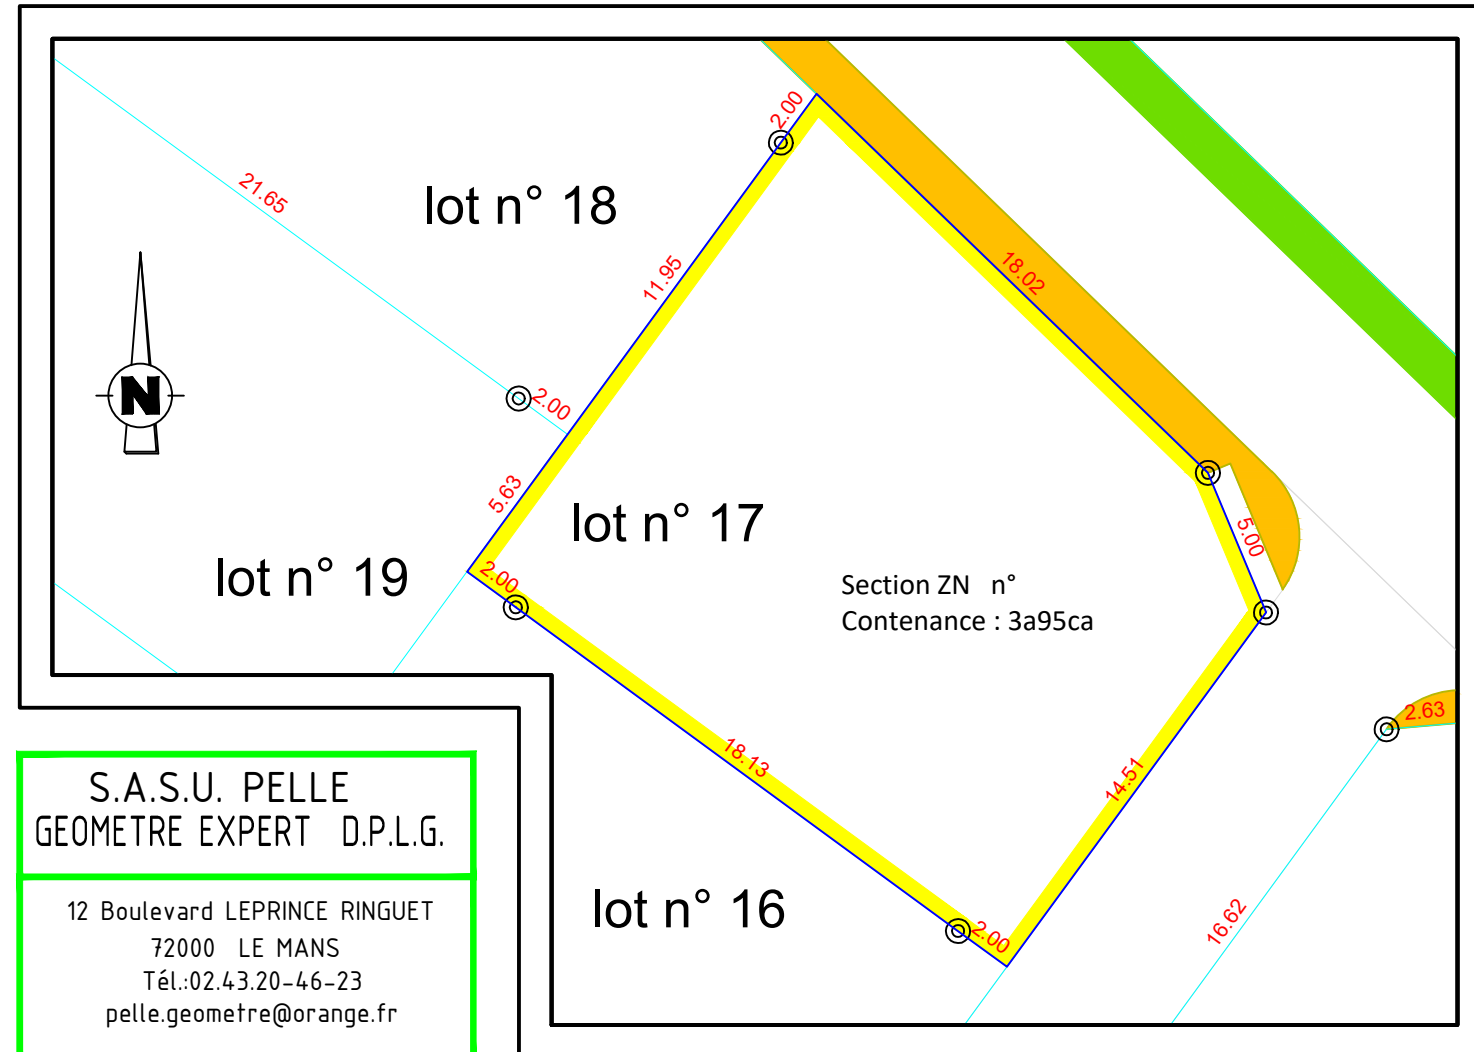 2.00
21.65
lot n° 18
11.95
18.02
N
2.00
5.63
lot n° 17
5.00
lot n° 19
2.00
Section ZN n°
Contenance : 3a95ca
2.63
18.13
14.51
S.A.S.U. PELLE
GEOMETRE EXPERT D.P.L.G.
lot n° 16
2.00
16.62
12 Boulevard LEPRINCE RINGUET
72000 LE MANS
Tél.:02.43.20-46-23
pelle.geometre@orange.fr